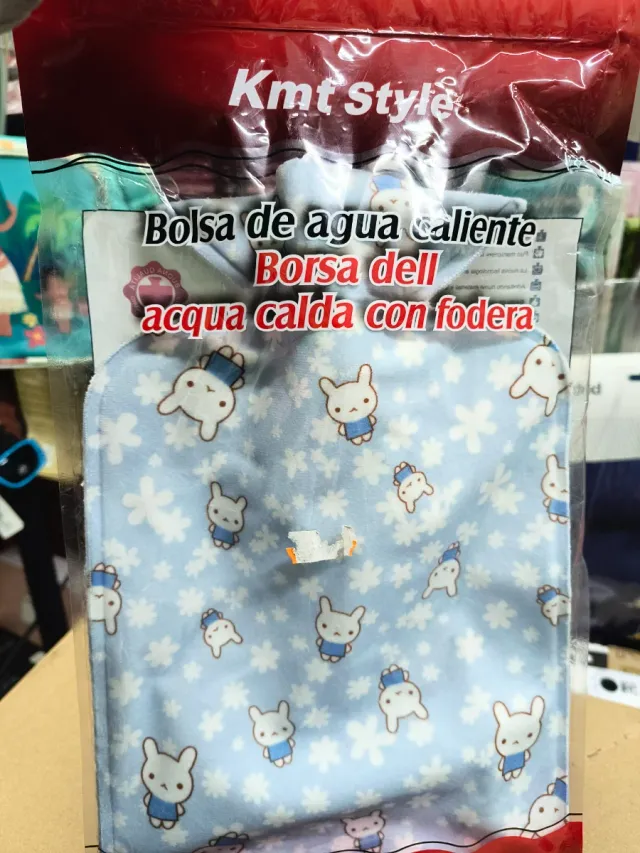 Kmt Style
Bolsa de agua caliente
Borsa dell
acqua calda con fodera